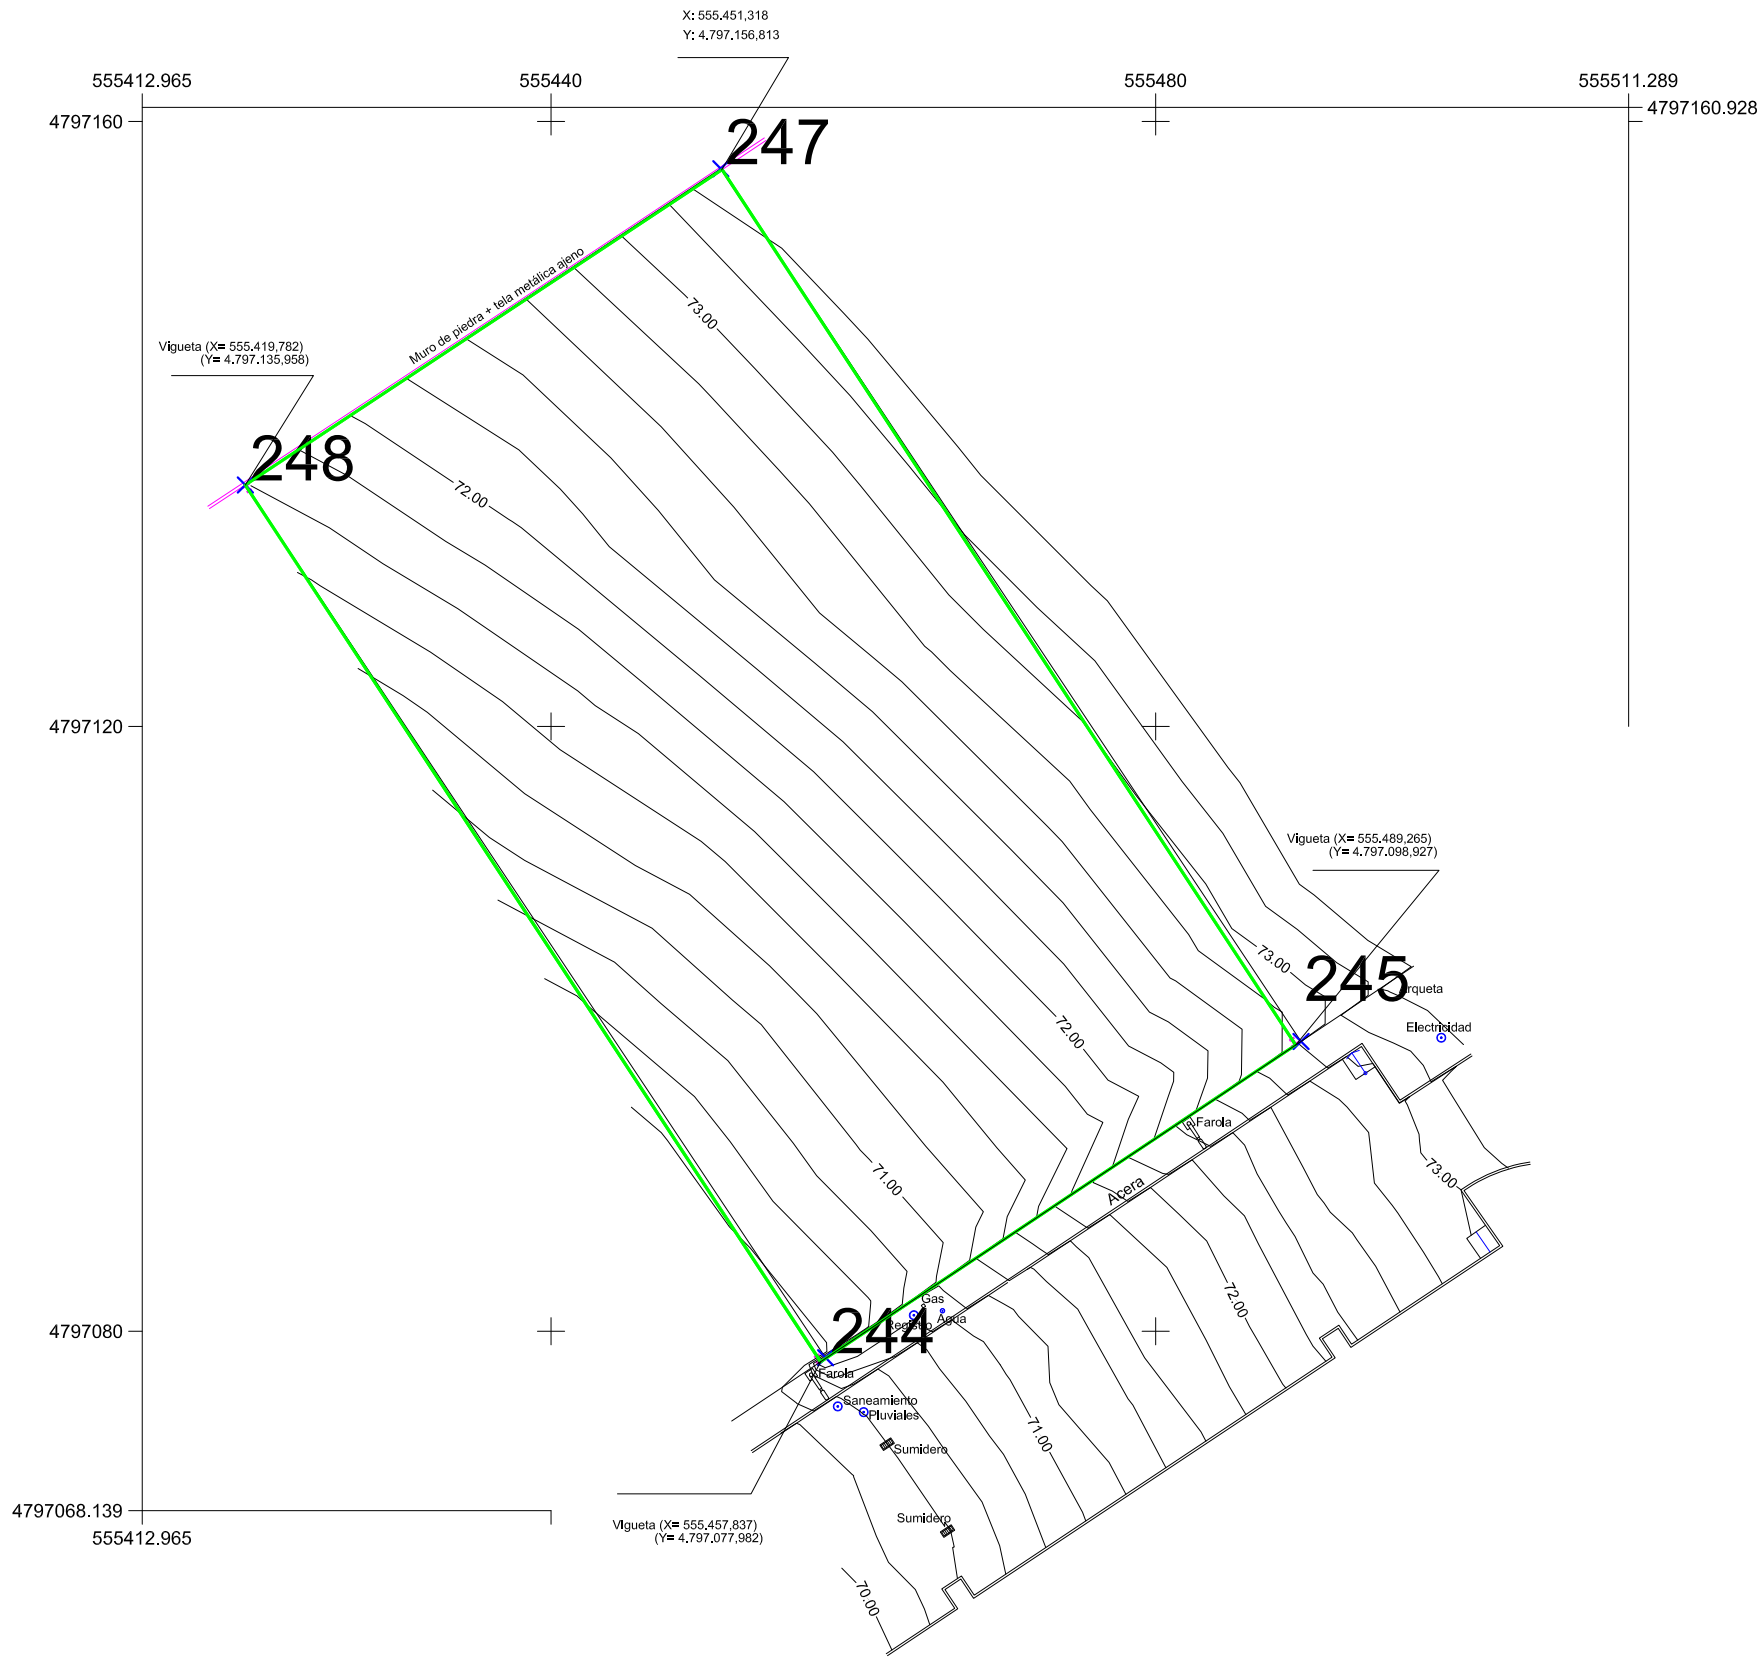 X: 555.451,318
Y: 4.797.156,813
555412.965
555440
555480
555511.289
4797160
4797160.928
247
Muro de piedra + tela metálica ajeno
73.00
Vigueta (X= 555.419,782)
(Y= 4.797.135,958)
248
72.00
4797120
Vigueta (X= 555.489,265)
(Y= 4.797.098,927)
73.00
245
Arqueta
Electricidad
72.00
Farola
73.00
71.00
Acera
72.00
Gas
Agua
Registro
4797080
244
Farola
Saneamiento
Pluviales
71.00
Sumidero
4797068.139
555412.965
Sumidero
Vigueta (X= 555.457,837)
(Y= 4.797.077,982)
70.00